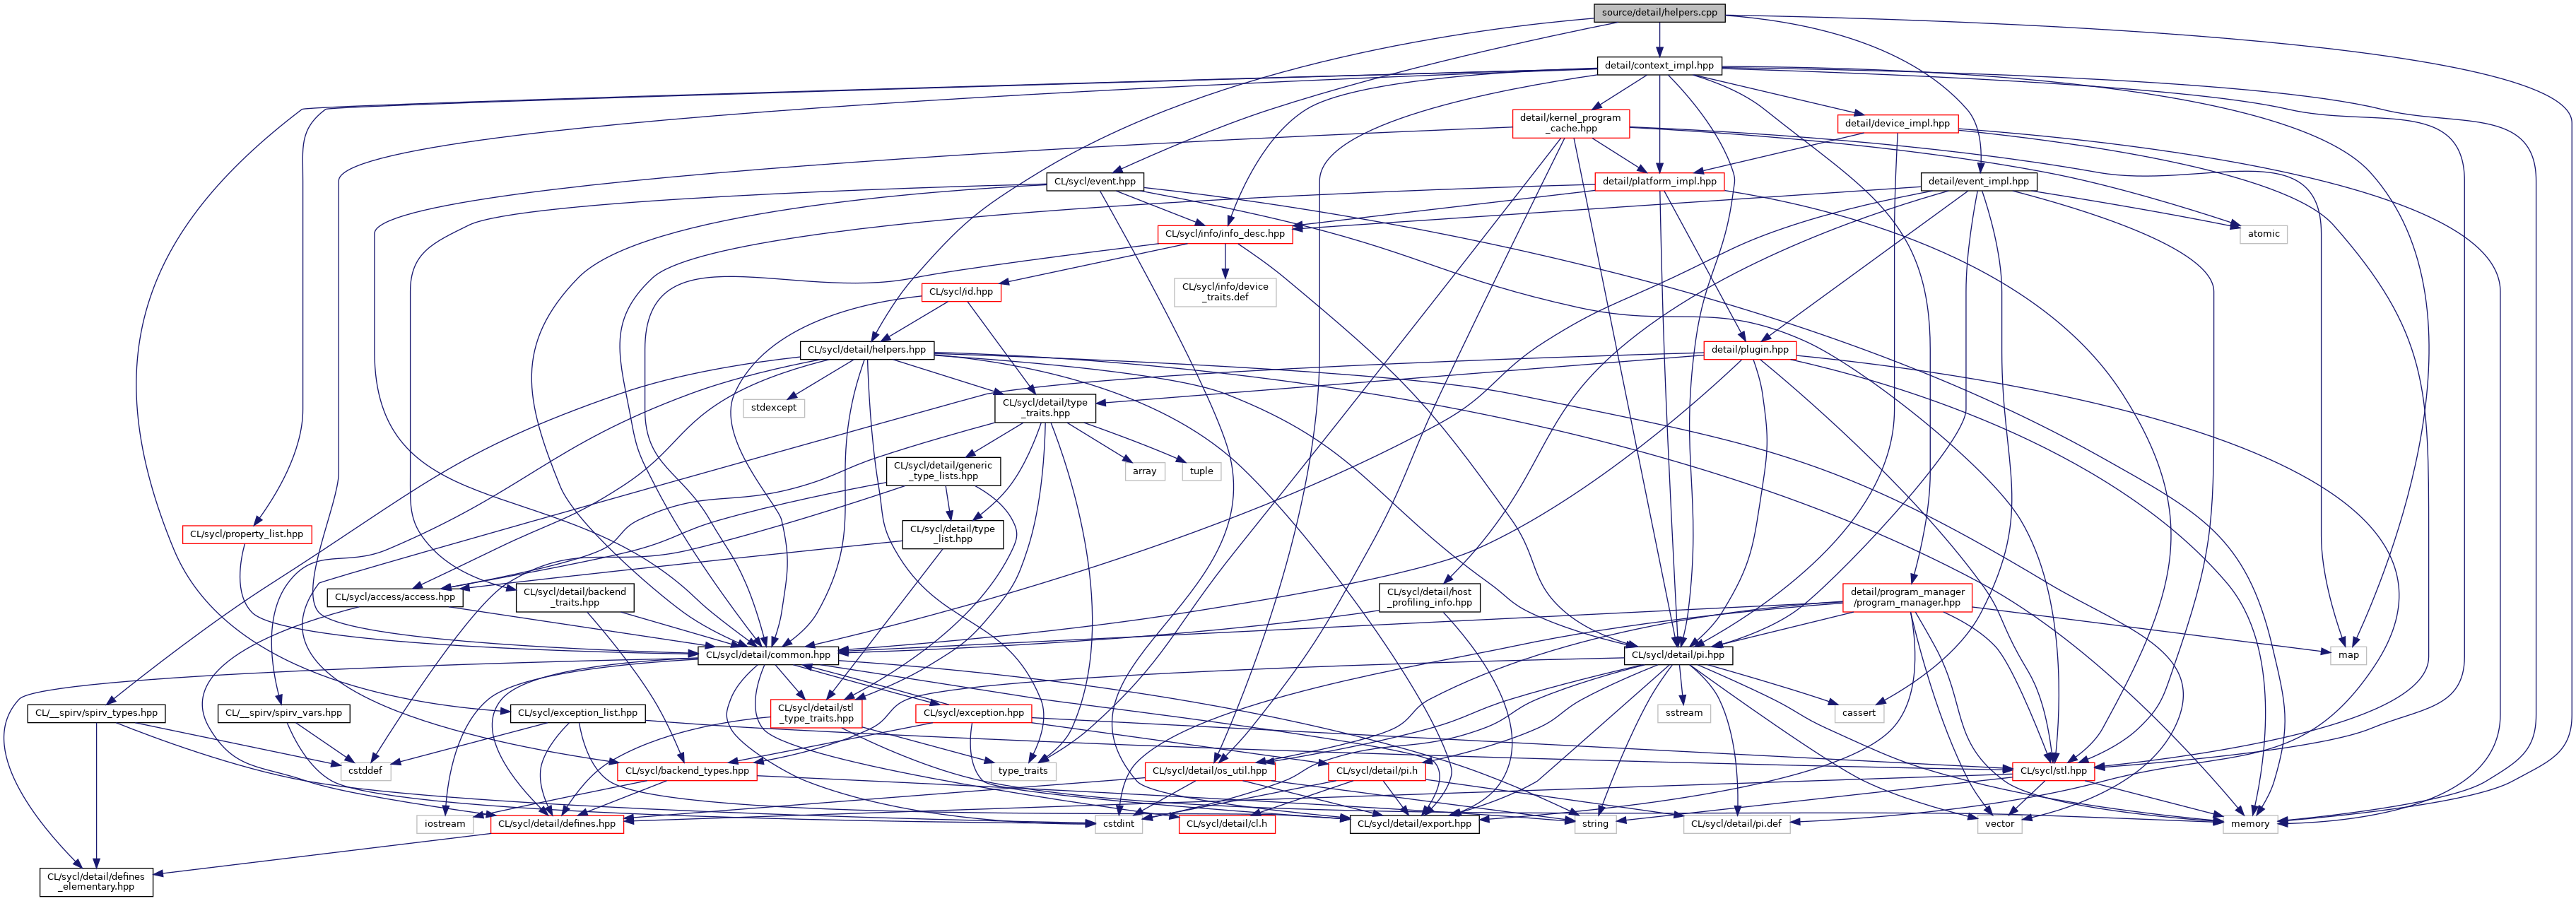 source/detail/helpers.cpp
detail/context_impl.hpp
detail/kernel_program
_cache.hpp
detail/device_impl.hpp
CL/sycl/event.hpp
detail/platform_impl.hpp
detail/event_impl.hpp
CL/sycl/info/info_desc.hpp
atomic
CL/sycl/id.hpp
CL/sycl/info/device
_traits.def
CL/sycl/detail/helpers.hpp
detail/plugin.hpp
stdexcept
CL/sycl/detail/type
_traits.hpp
CL/sycl/detail/generic
_type_lists.hpp
array
tuple
CL/sycl/property_list.hpp
CL/sycl/detail/type
_list.hpp
CL/sycl/access/access.hpp
CL/sycl/detail/backend
_traits.hpp
CL/sycl/detail/host
_profiling_info.hpp
detail/program_manager
/program_manager.hpp
CL/sycl/detail/common.hpp
CL/sycl/detail/pi.hpp
map
CL/__spirv/spirv_types.hpp
CL/__spirv/spirv_vars.hpp
CL/sycl/exception_list.hpp
CL/sycl/detail/stl
_type_traits.hpp
CL/sycl/exception.hpp
sstream
cassert
cstddef
CL/sycl/backend_types.hpp
type_traits
CL/sycl/detail/os_util.hpp
CL/sycl/detail/pi.h
CL/sycl/stl.hpp
iostream
CL/sycl/detail/defines.hpp
cstdint
CL/sycl/detail/cl.h
CL/sycl/detail/export.hpp
string
CL/sycl/detail/pi.def
vector
memory
CL/sycl/detail/defines
_elementary.hpp